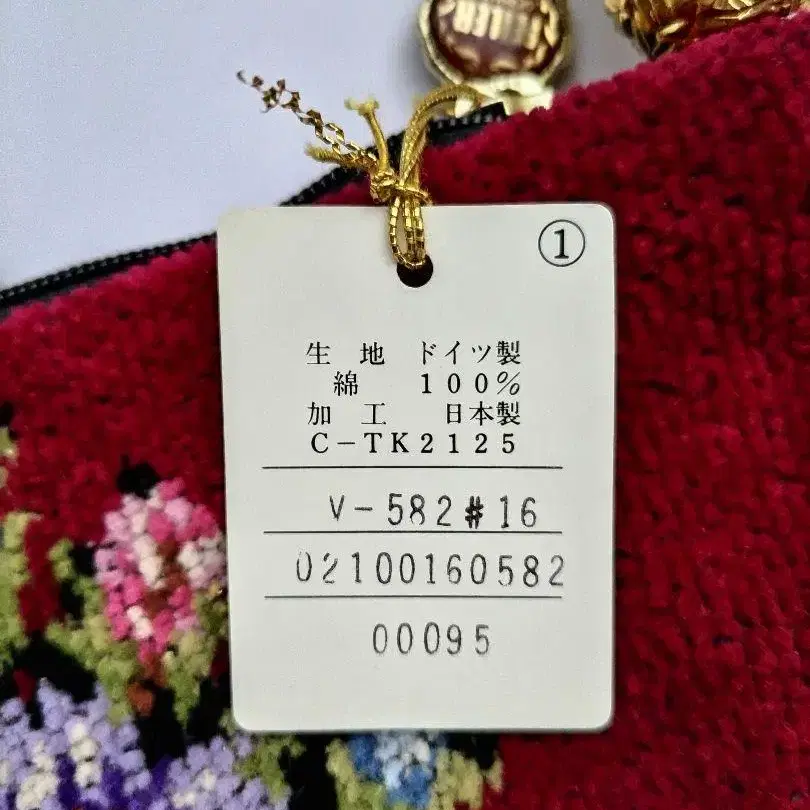 ①
生 地 ドイツ製
綿 100%
加 工 日本製
C-TK2125
V-582#16
02100160582
00095